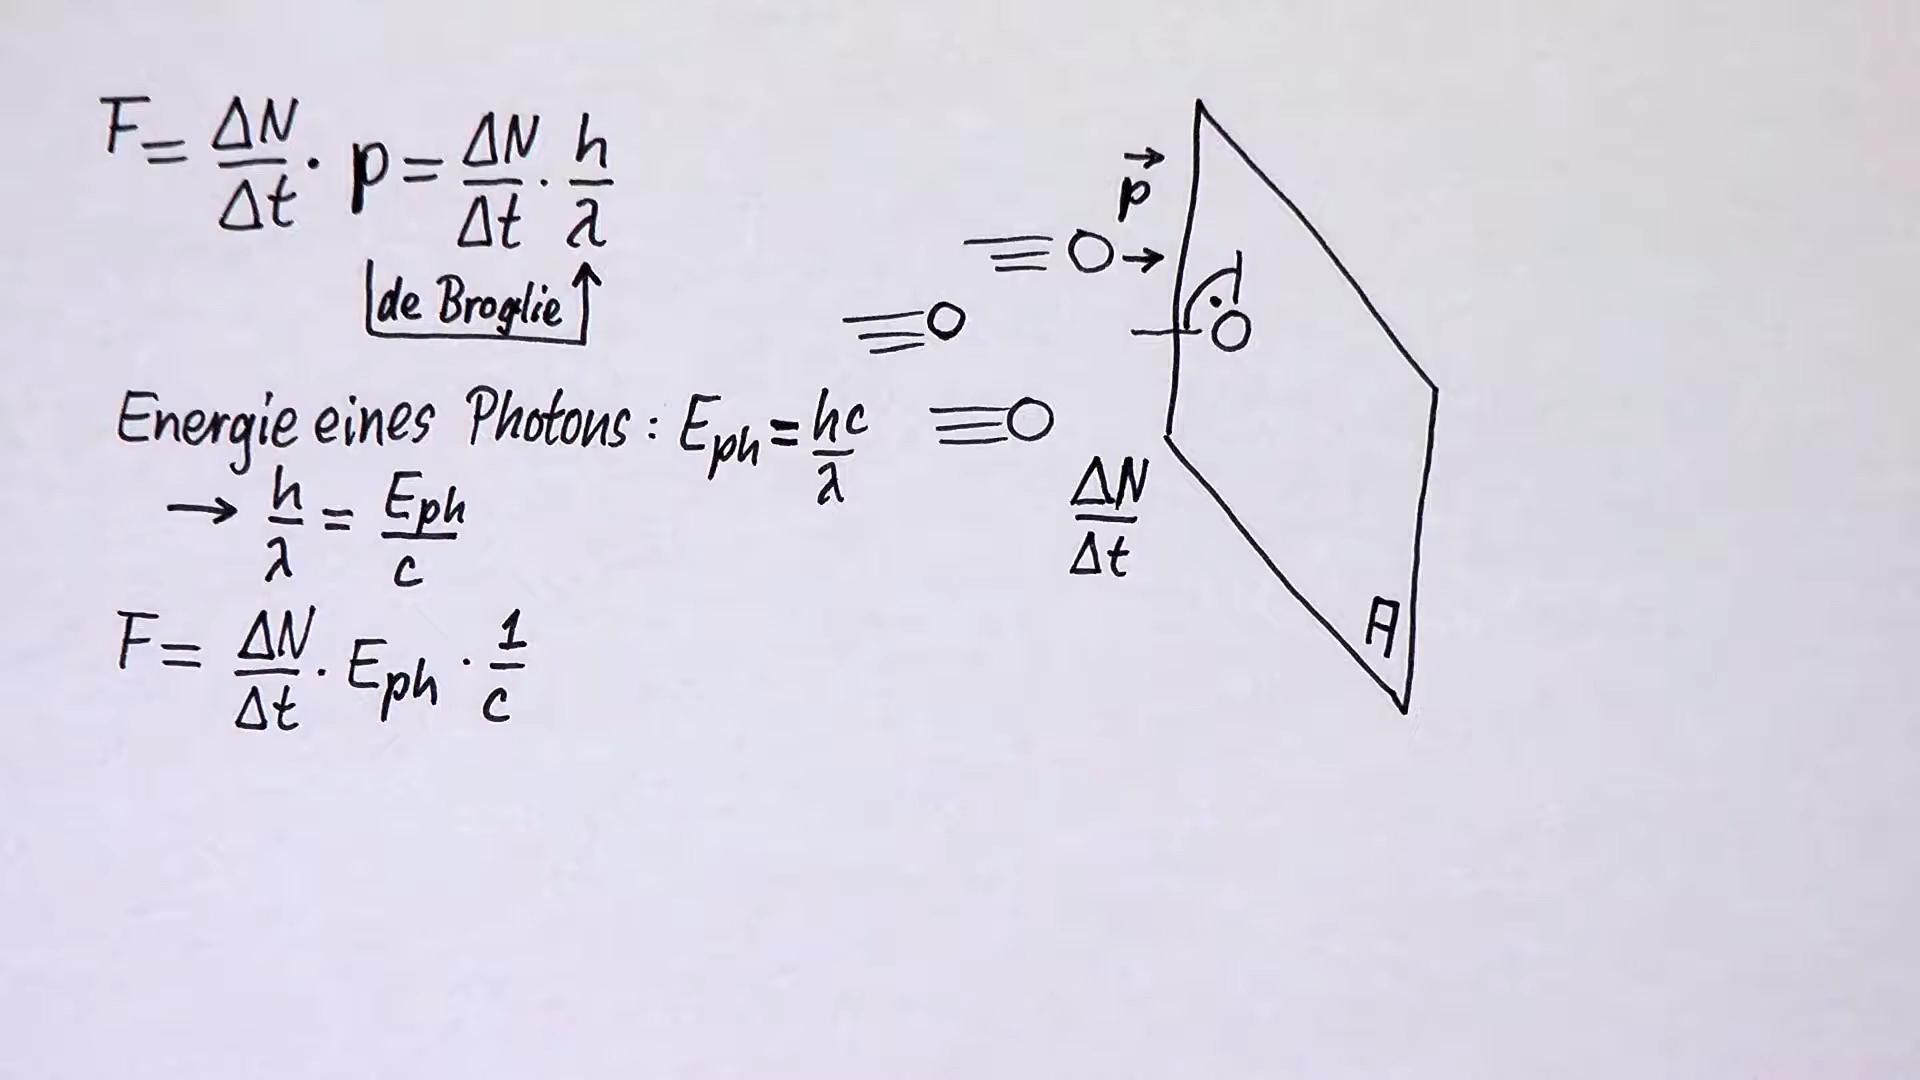 F = ΔN/Δt · p = ΔN/Δt · h/λ
de Broglie
Energie eines Photons: E_ph = hc/λ
→ h/λ = E_ph/c
F = ΔN/Δt · E_ph · 1/c
p⃗
ΔN/Δt
A